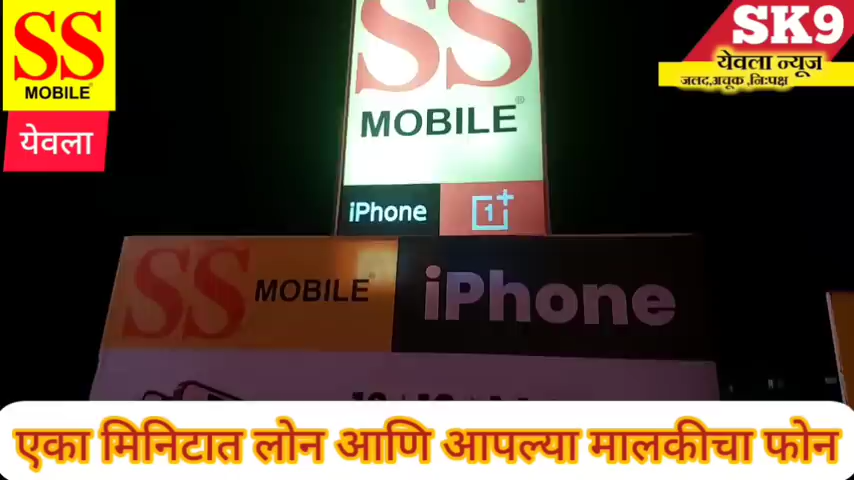 SS
MOBILE
येवला
SK9
येवला न्यूज
जलद,अचूक ,नि:पक्ष
SS
MOBILE®
iPhone
1+
SS MOBILE
iPhone
एका मिनिटात लोन आणि आपल्या मालकीचा फोन